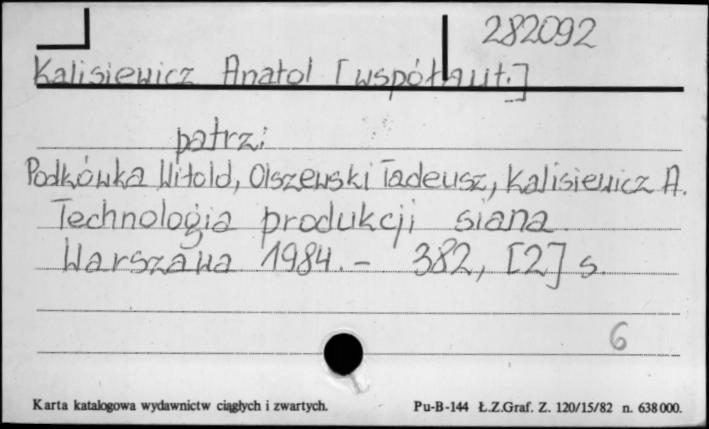 282092
Kalisiewicz Anatol [współaut.]
patrz:
Podkówka Witold, Olszewski Tadeusz, Kalisiewicz A.
Technologia produkcji siana
Warszawa 1984. - 382, [2] s.
6
Karta katalogowa wydawnictw ciągłych i zwartych. Pu-B-144 Ł.Z.Graf. Z. 120/15/82 n. 638000.